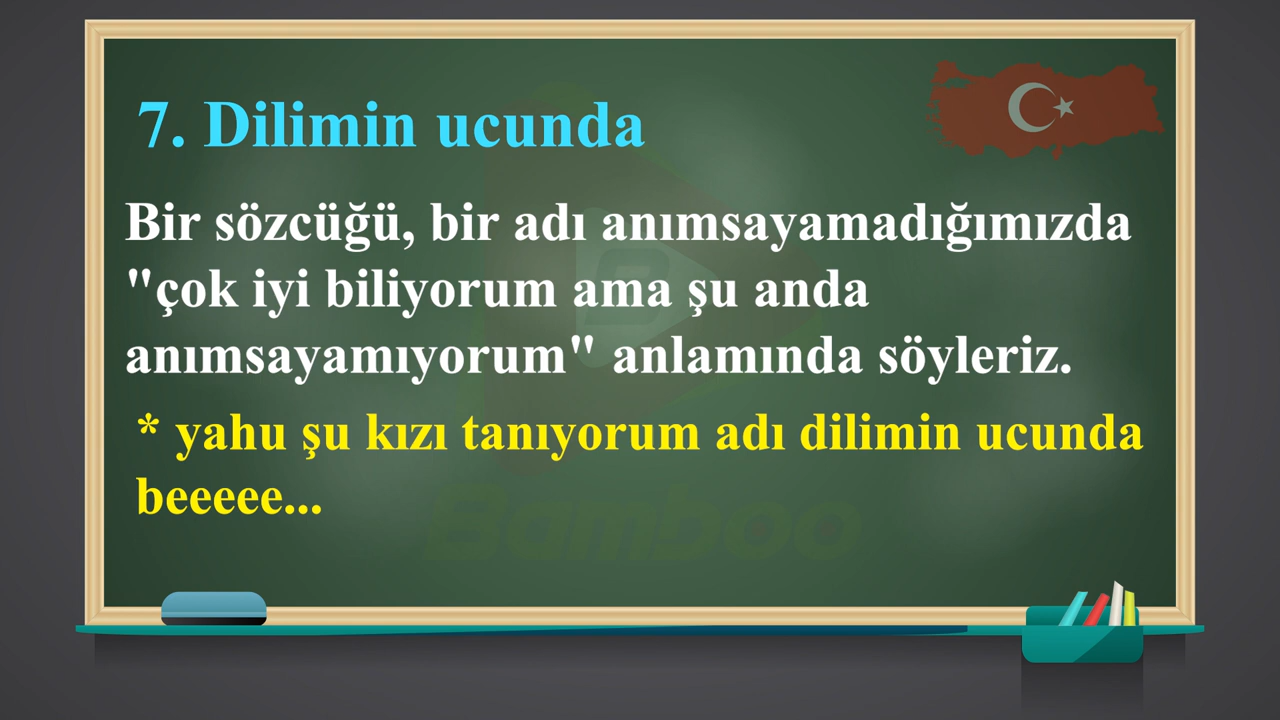 7. Dilimin ucunda
Bir sözcüğü, bir adı anımsayamadığımızda
"çok iyi biliyorum ama şu anda
anımsayamıyorum" anlamında söyleriz.
* yahu şu kızı tanıyorum adı dilimin ucunda
beeeee...
Bamboo